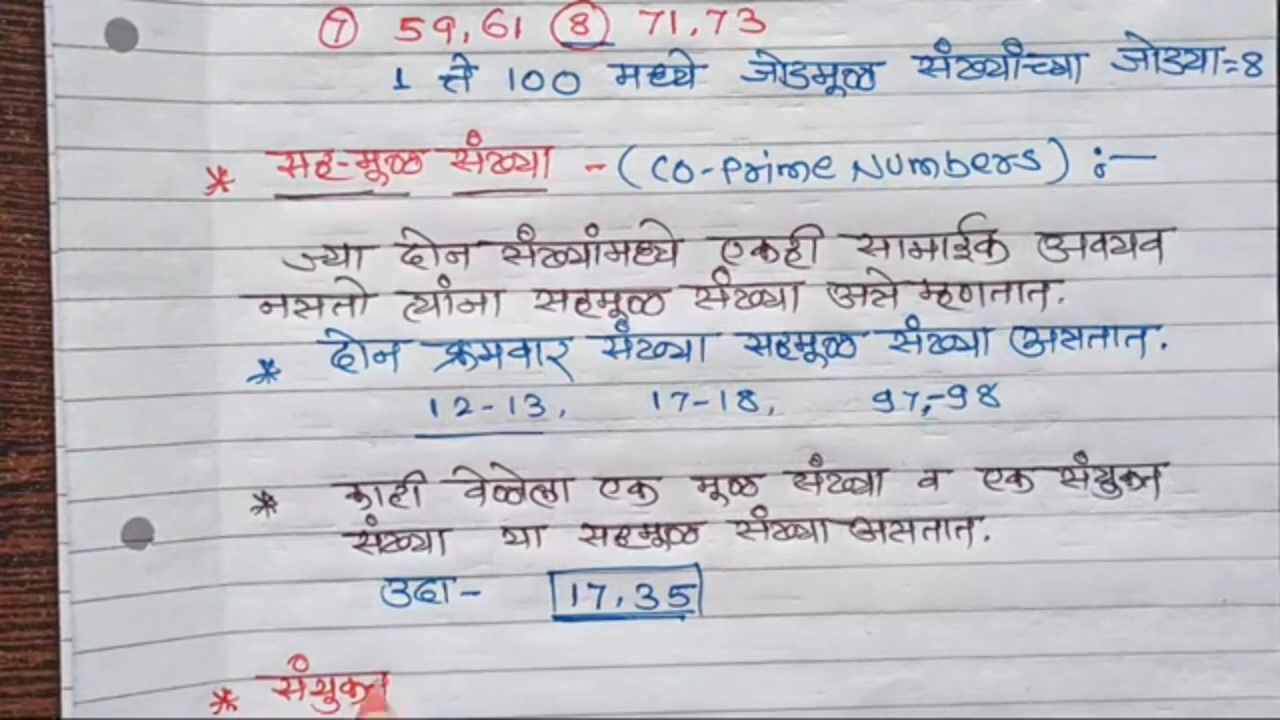 ⑦ 59,61 ⑧ 71,73
1 ते 100 मध्ये जोडमूळ संख्यांच्या जोड्या=8
* सह-मूळ संख्या - (Co-Prime Numbers) :-
ज्या दोन संख्यांमध्ये एकही सामाईक अवयव
नसतो त्यांना सहमूळ संख्या असे म्हणतात.
* दोन क्रमवार संख्या सहमूळ संख्या असतात.
12-13, 17-18, 97,-98
* काही वेळेला एक मूळ संख्या व एक संयुक्त
संख्या या सहमूळ संख्या असतात.
उदा- 17,35
* संयुक्त